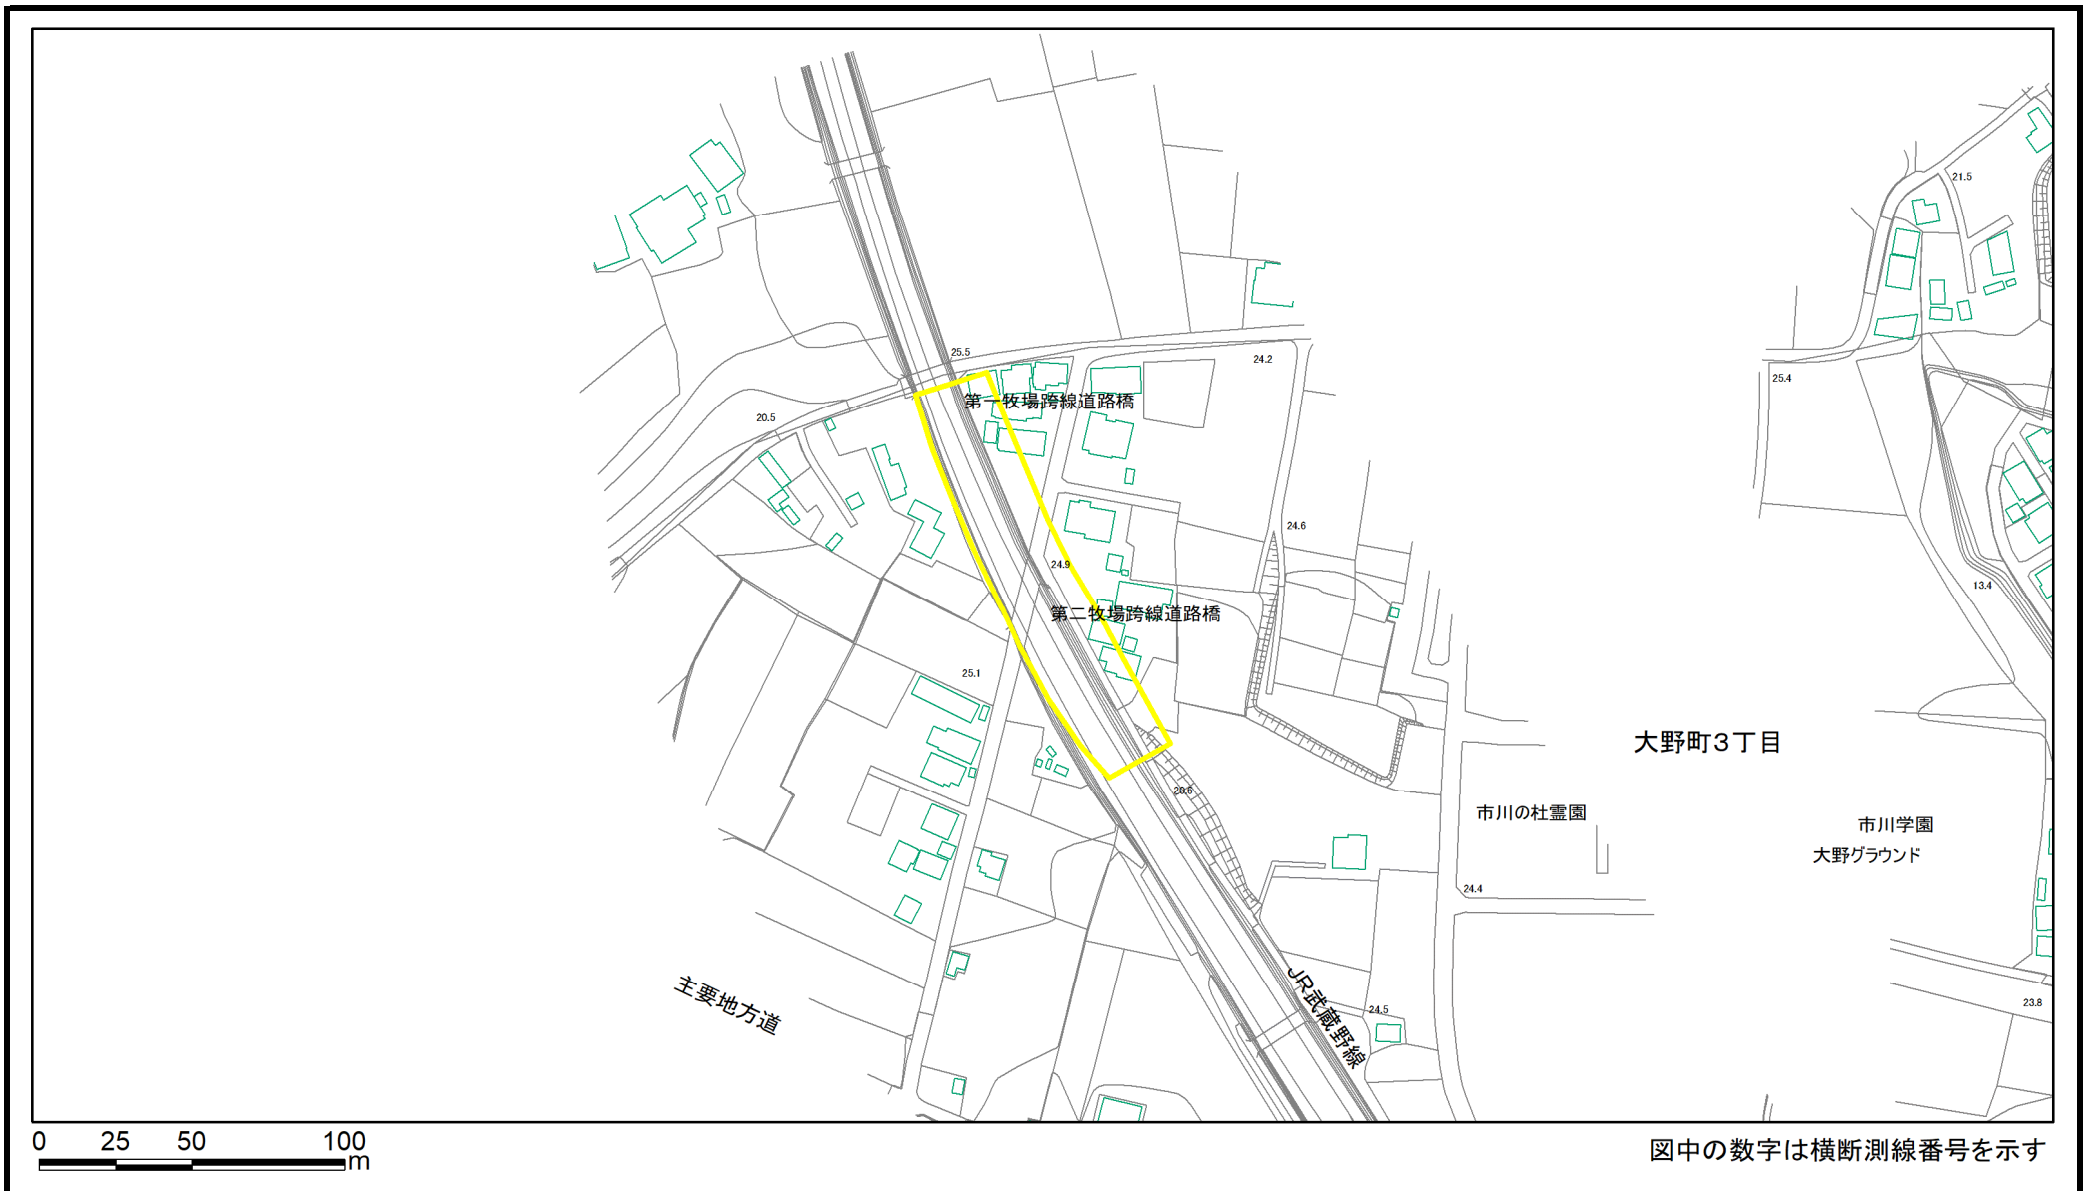 21.5
25.5
24.2
25.4
第一牧場跨線道路橋
20.5
24.6
24.9
13.4
第二牧場跨線道路橋
25.1
大野町3丁目
20.6
市川の杜霊園
市川学園
大野グラウンド
24.4
主要地方道
JR武蔵野線
24.5
23.8
0 25 50 100
m
図中の数字は横断測線番号を示す